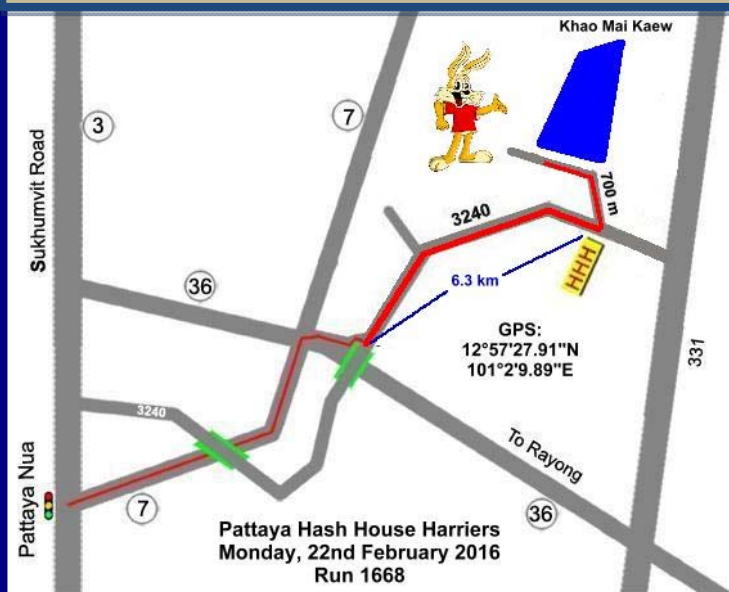 Khao Mai Kaew
3
7
Sukhumvit Road
700 m
3240
36
6.3 km
HHH
GPS:
12°57'27.91"N
101°2'9.89"E
331
3240
To Rayong
Pattaya Nua
7
36
Pattaya Hash House Harriers
Monday, 22nd February 2016
Run 1668